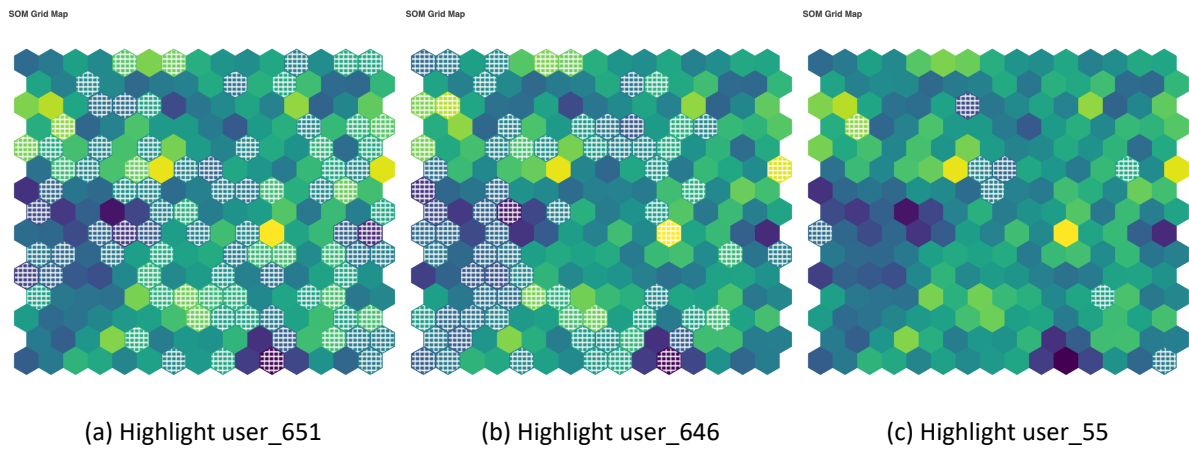 SOM Grid Map
SOM Grid Map
SOM Grid Map
(a) Highlight user_651
(b) Highlight user_646
(c) Highlight user_55